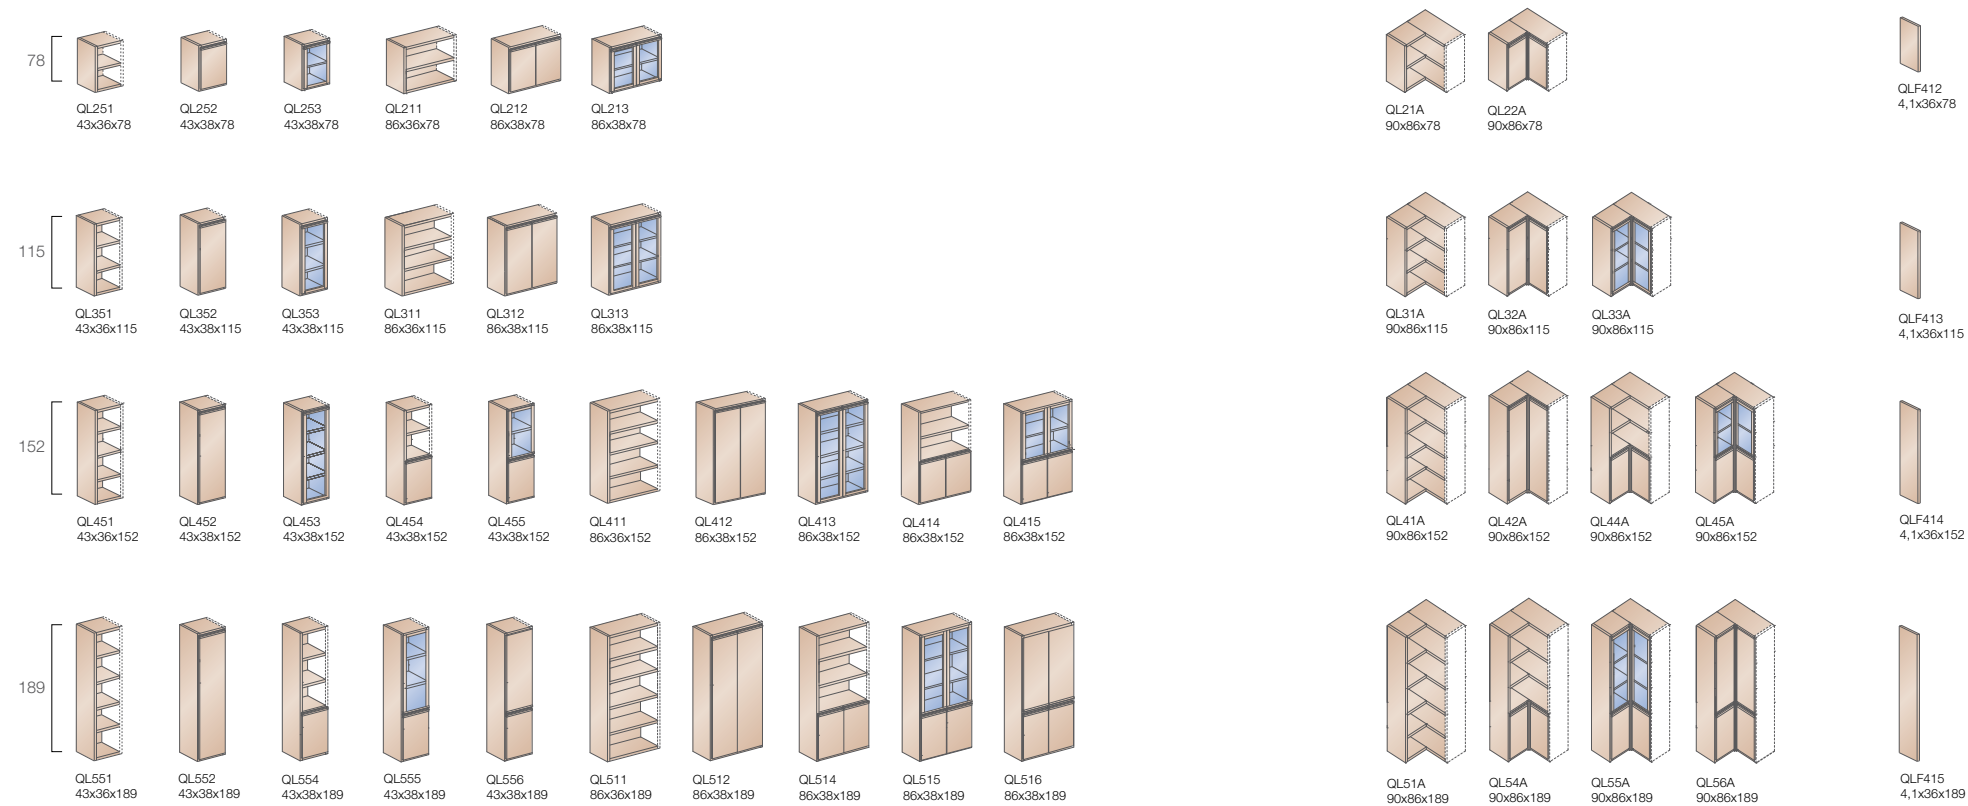 78
QL251
43x36x78
QL252
43x38x78
QL253
43x38x78
QL211
86x36x78
QL212
86x38x78
QL213
86x38x78
QL21A
90x86x78
QL22A
90x86x78
QLF412
4,1x36x78
115
QL351
43x36x115
QL352
43x38x115
QL353
43x38x115
QL311
86x36x115
QL312
86x38x115
QL313
86x38x115
QL31A
90x86x115
QL32A
90x86x115
QL33A
90x86x115
QLF413
4,1x36x115
152
QL451
43x36x152
QL452
43x38x152
QL453
43x38x152
QL454
43x38x152
QL455
43x38x152
QL411
86x36x152
QL412
86x38x152
QL413
86x38x152
QL414
86x38x152
QL415
86x38x152
QL41A
90x86x152
QL42A
90x86x152
QL44A
90x86x152
QL45A
90x86x152
QLF414
4,1x36x152
189
QL551
43x36x189
QL552
43x38x189
QL554
43x38x189
QL555
43x38x189
QL556
43x38x189
QL511
86x36x189
QL512
86x38x189
QL514
86x38x189
QL515
86x38x189
QL516
86x38x189
QL51A
90x86x189
QL54A
90x86x189
QL55A
90x86x189
QL56A
90x86x189
QLF415
4,1x36x189